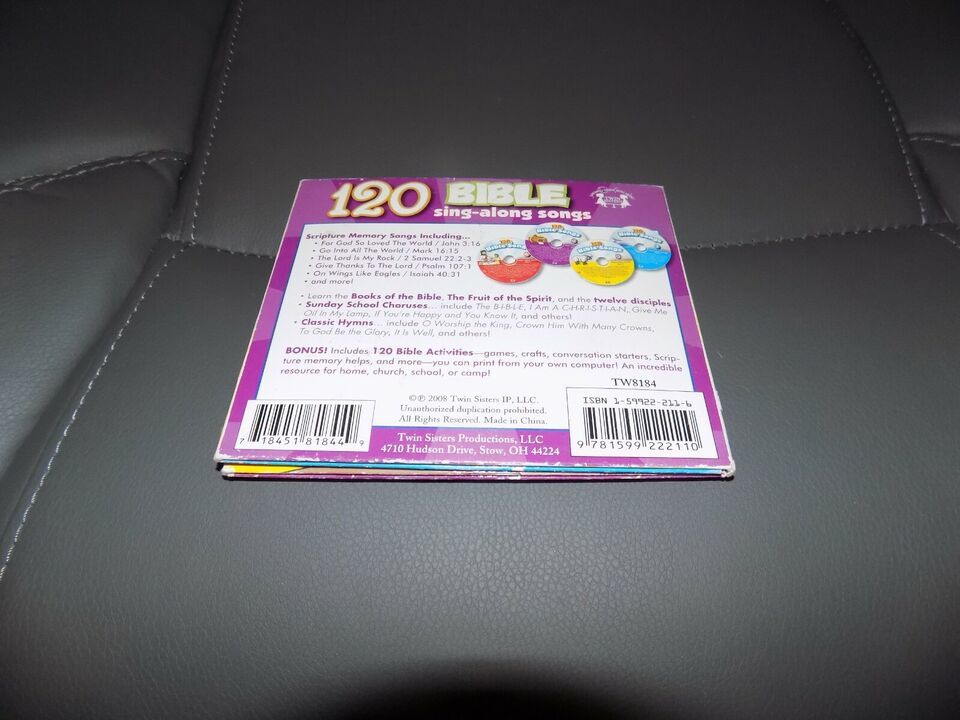 120 BIBLE
sing-along songs
Scripture Memory Songs Including...
• For God So Loved The World / John 3:16
• Go Into All The World / Mark 16:15
• The Lord Is My Rock / 2 Samuel 22:2-3
• Give Thanks To The Lord / Psalm 107:1
• On Wings Like Eagles / Isaiah 40:31
• and more!
• Learn the Books of the Bible, The Fruit of the Spirit, and the twelve disciples
• Sunday School Choruses... include The B-I-B-L-E, I Am A C-H-R-I-S-T-I-A-N, Give Me
Oil In My Lamp, If You're Happy and You Know It, and others!
• Classic Hymns... include O Worship the King, Crown Him With Many Crowns,
To God Be the Glory, It Is Well, and others!
BONUS! Includes 120 Bible Activities—games, crafts, conversation starters, Scrip-
ture memory helps, and more—you can print from your own computer! An incredible
resource for home, church, school, or camp!
TW8184
©℗ 2008 Twin Sisters IP, LLC.
Unauthorized duplication prohibited.
All Rights Reserved. Made in China.
Twin Sisters Productions, LLC
4710 Hudson Drive, Stow, OH 44224
7 18451 81844 9
ISBN 1-59922-211-6
9 781599 222110